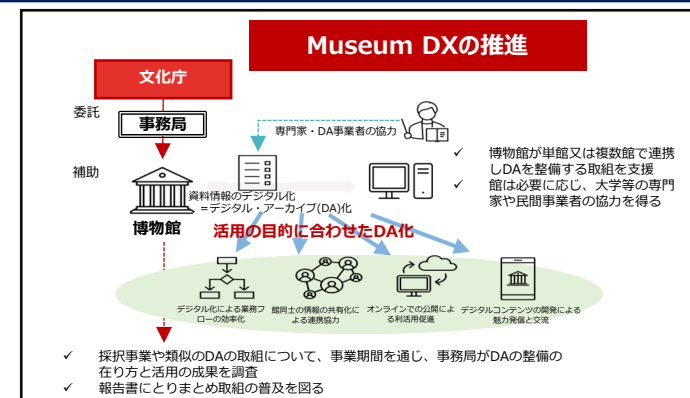 Museum DXの推進
文化庁
委託
事務局
専門家・DA事業者の協力
補助
✓ 博物館が単館又は複数館で連携
しDAを整備する取組を支援
✓ 館は必要に応じ、大学等の専門
家や民間事業者の協力を得る
資料情報のデジタル化
＝デジタル・アーカイブ(DA)化
博物館
活用の目的に合わせたDA化
デジタル化による業務フ
ローの効率化
館同士の情報の共有化に
よる連携協力
オンラインでの公開によ
る利活用促進
デジタルコンテンツの開発による
魅力発信と交流
✓ 採択事業や類似のDAの取組について、事業期間を通じ、事務局がDAの整備の
在り方と活用の成果を調査
✓ 報告書にとりまとめ取組の普及を図る